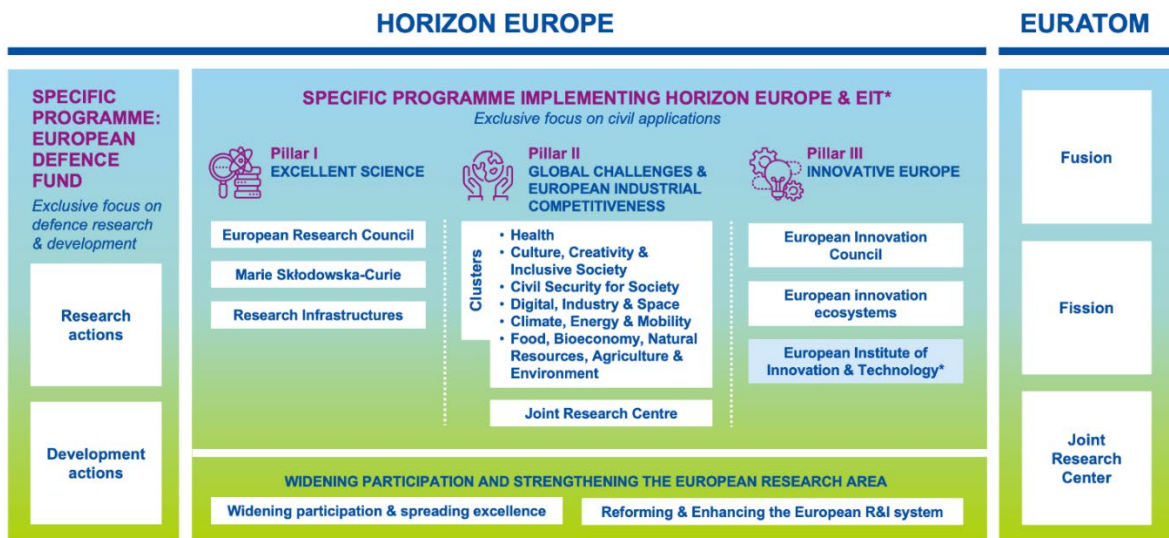 HORIZON EUROPE
EURATOM
SPECIFIC
PROGRAMME:
EUROPEAN
DEFENCE
FUND
Exclusive focus on
defence research
& development
Research
actions
Development
actions
SPECIFIC PROGRAMME IMPLEMENTING HORIZON EUROPE & EIT*
Exclusive focus on civil applications
Pillar I
EXCELLENT SCIENCE
European Research Council
Marie Skłodowska-Curie
Research Infrastructures
Pillar II
GLOBAL CHALLENGES &
EUROPEAN INDUSTRIAL
COMPETITIVENESS
Clusters
• Health
• Culture, Creativity &
Inclusive Society
• Civil Security for Society
• Digital, Industry & Space
• Climate, Energy & Mobility
• Food, Bioeconomy, Natural
Resources, Agriculture &
Environment
Joint Research Centre
Pillar III
INNOVATIVE EUROPE
European Innovation
Council
European innovation
ecosystems
European Institute of
Innovation & Technology*
WIDENING PARTICIPATION AND STRENGTHENING THE EUROPEAN RESEARCH AREA
Widening participation & spreading excellence
Reforming & Enhancing the European R&I system
Fusion
Fission
Joint
Research
Center